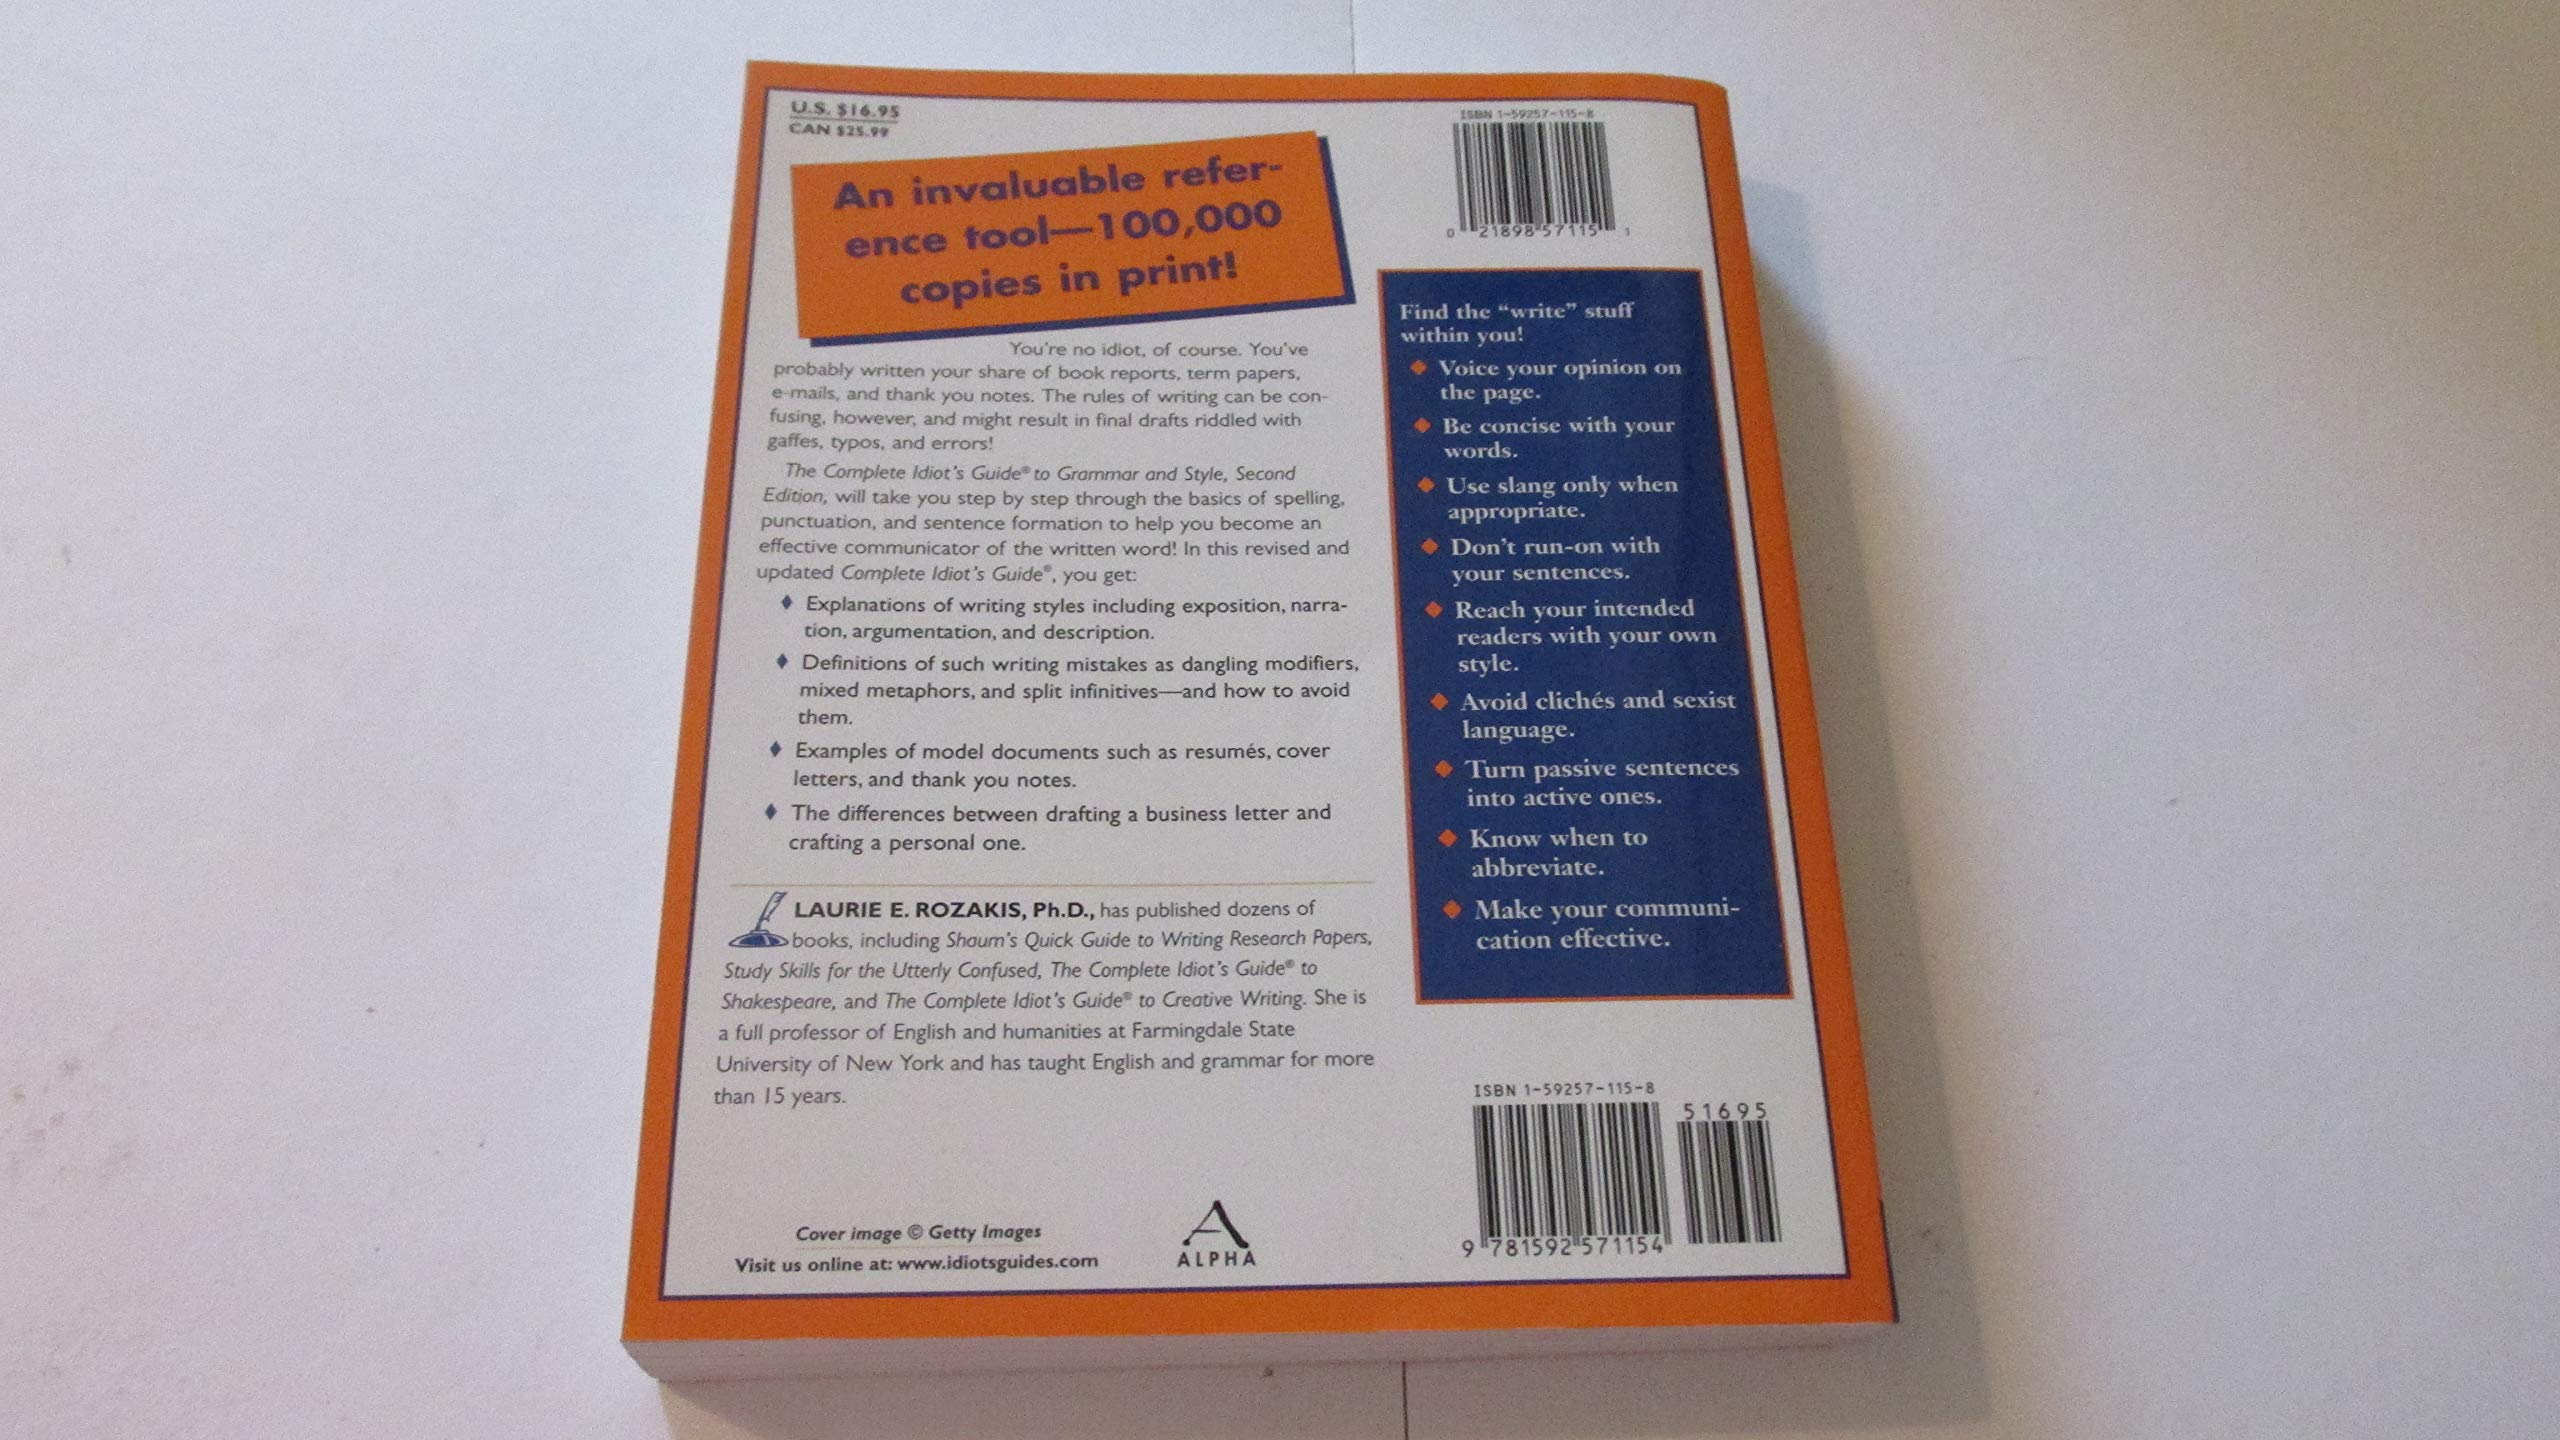 U.S. $16.95
CAN $25.99
An invaluable refer-
ence tool—100,000
copies in print!
You're no idiot, of course. You've
probably written your share of book reports, term papers,
e-mails, and thank you notes. The rules of writing can be con-
fusing, however, and might result in final drafts riddled with
gaffes, typos, and errors!
The Complete Idiot's Guide® to Grammar and Style, Second
Edition, will take you step by step through the basics of spelling,
punctuation, and sentence formation to help you become an
effective communicator of the written word! In this revised and
updated Complete Idiot's Guide®, you get:
♦ Explanations of writing styles including exposition, narra-
tion, argumentation, and description.
♦ Definitions of such writing mistakes as dangling modifiers,
mixed metaphors, and split infinitives—and how to avoid
them.
♦ Examples of model documents such as resumés, cover
letters, and thank you notes.
♦ The differences between drafting a business letter and
crafting a personal one.
LAURIE E. ROZAKIS, Ph.D., has published dozens of
books, including Shaum's Quick Guide to Writing Research Papers,
Study Skills for the Utterly Confused, The Complete Idiot's Guide® to
Shakespeare, and The Complete Idiot's Guide® to Creative Writing. She is
a full professor of English and humanities at Farmingdale State
University of New York and has taught English and grammar for more
than 15 years.
Cover image © Getty Images
Visit us online at: www.idiotsguides.com
A
ALPHA
ISBN 1-59257-115-8
0 21898 57115 1
Find the “write” stuff
within you!
♦ Voice your opinion on
the page.
♦ Be concise with your
words.
♦ Use slang only when
appropriate.
♦ Don't run-on with
your sentences.
♦ Reach your intended
readers with your own
style.
♦ Avoid clichés and sexist
language.
♦ Turn passive sentences
into active ones.
♦ Know when to
abbreviate.
♦ Make your communi-
cation effective.
ISBN 1-59257-115-8
51695
9 781592 571154